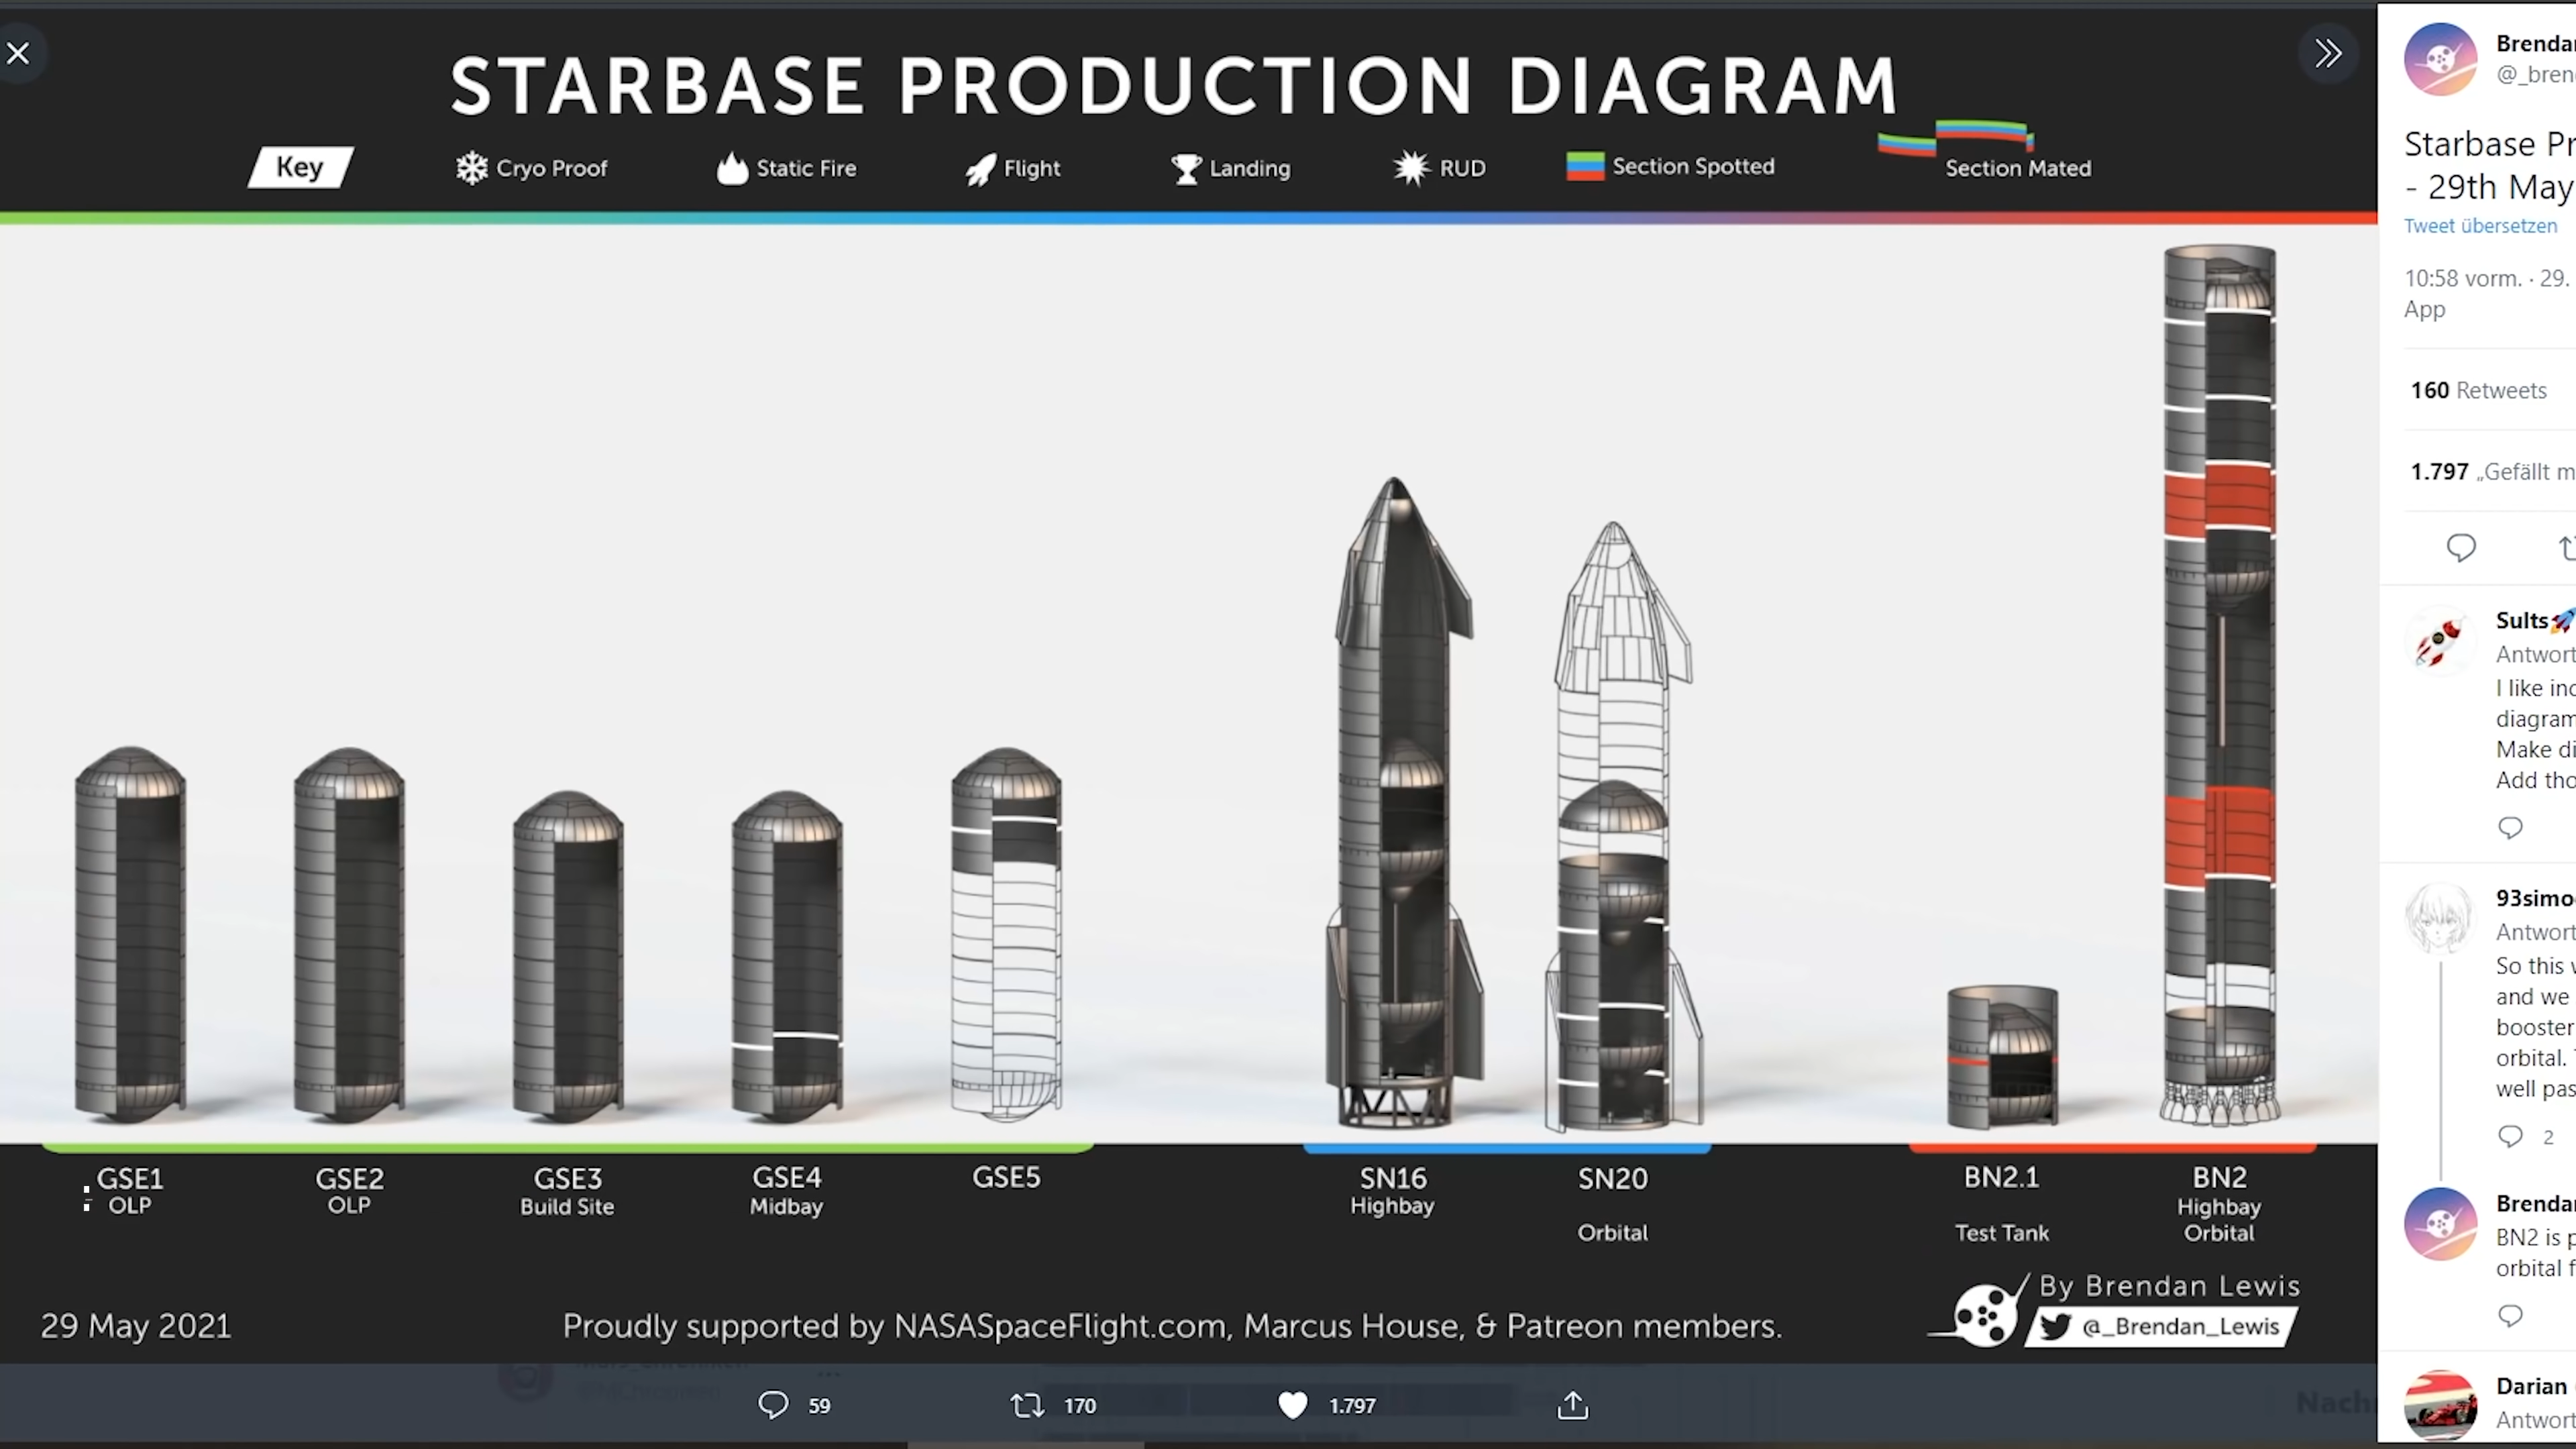 STARBASE PRODUCTION DIAGRAM
Key
Cryo Proof
Static Fire
Flight
Landing
RUD
Section Spotted
Section Mated
GSE1
OLP
GSE2
OLP
GSE3
Build Site
GSE4
Midbay
GSE5
SN16
Highbay
SN20
Orbital
BN2.1
Test Tank
BN2
Highbay
Orbital
29 May 2021
Proudly supported by NASASpaceFlight.com, Marcus House, & Patreon members.
By Brendan Lewis
@_Brendan_Lewis
59
170
1.797
Brendan
@_bren
Starbase Pr
- 29th May
Tweet übersetzen
10:58 vorm. · 29.
App
160 Retweets
1.797 „Gefällt m
Sults
Antwort
I like inc
diagram
Make di
Add tho
93simo
Antwort
So this w
and we
booster
orbital.
well pas
2
Brendan
BN2 is p
orbital f
Darian
Antwort